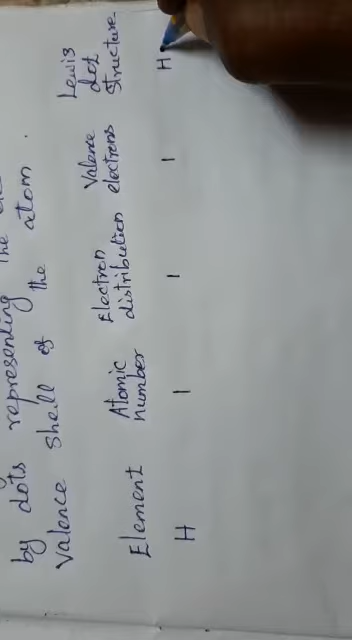 by dots representing the
Valence shell of the atom.
Element Atomic number Electron distribution Valence electrons Lewis dot structure
H 1 1 1 H